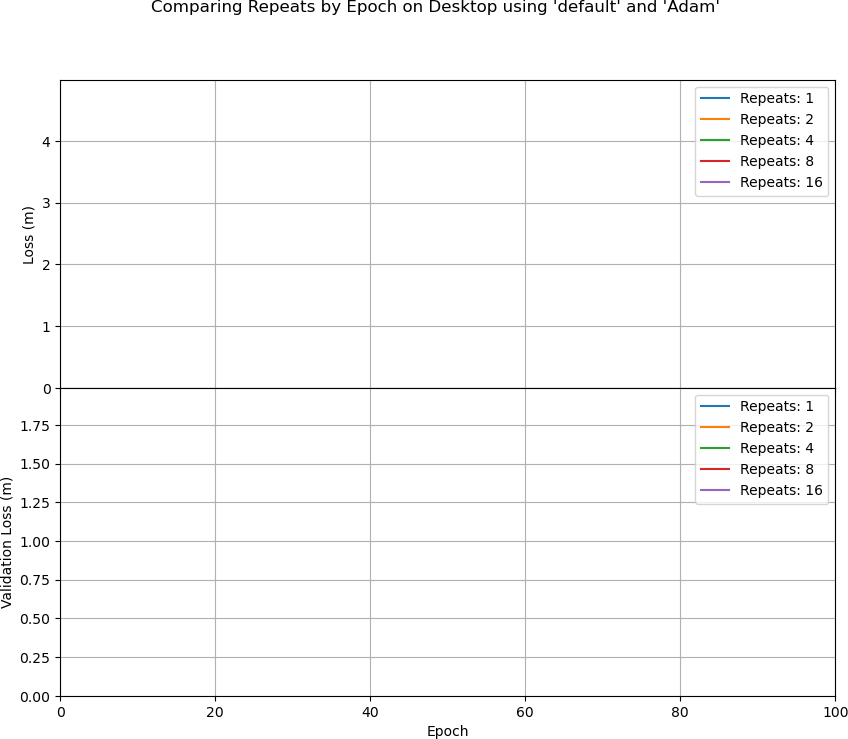 Comparing Repeats by Epoch on Desktop using 'default' and 'Adam'
Loss (m)
4
3
2
1
0
Repeats: 1
Repeats: 2
Repeats: 4
Repeats: 8
Repeats: 16
Validation Loss (m)
1.75
1.50
1.25
1.00
0.75
0.50
0.25
0.00
Repeats: 1
Repeats: 2
Repeats: 4
Repeats: 8
Repeats: 16
0 20 40 60 80 100
Epoch